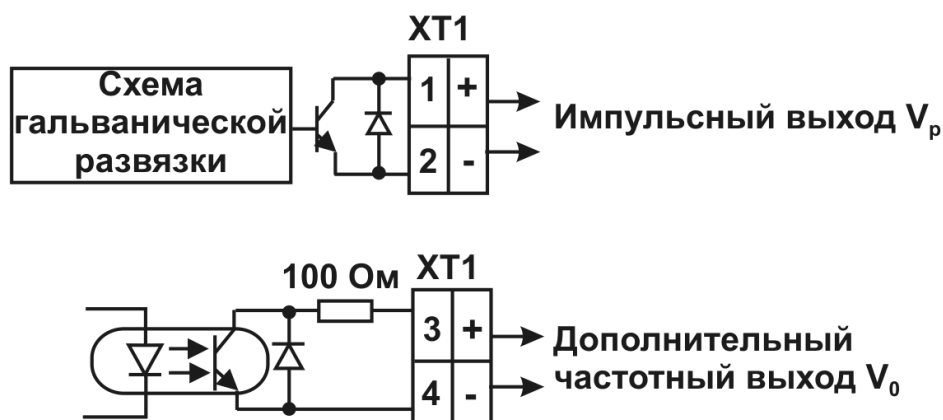 XT1
Схема
гальванической
развязки
1 +
2 -
Импульсный выход Vp
100 Ом
XT1
3 +
4 -
Дополнительный
частотный выход V0